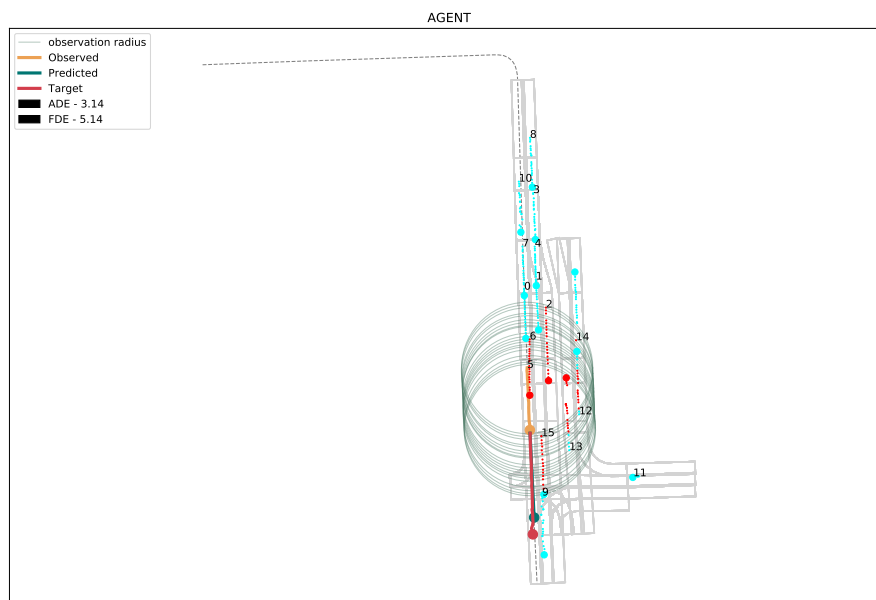 AGENT
observation radius
Observed
Predicted
Target
ADE - 3.14
FDE - 5.14
8
10
3
7
4
1
0
2
6
14
5
12
15
13
11
9